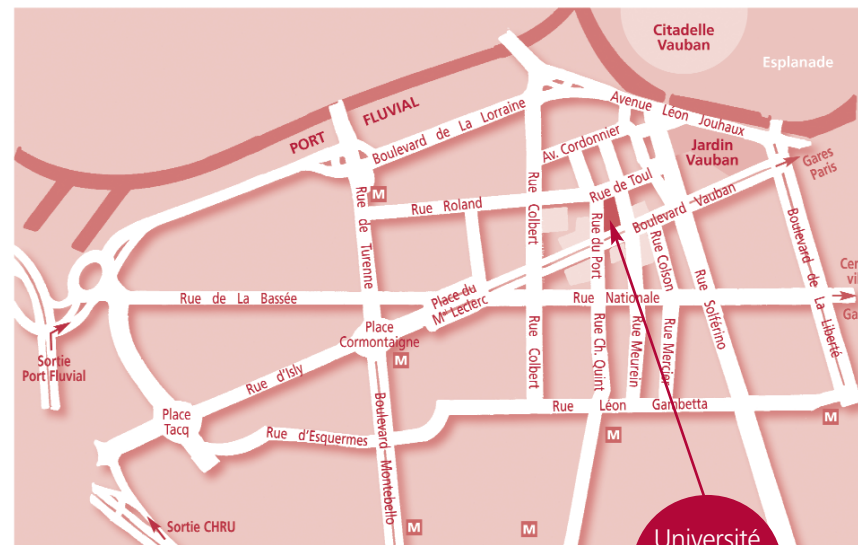 Citadelle
Vauban
Esplanade
PORT FLUVIAL
Boulevard de La Lorraine
Avenue Léon Jouhaux
Av. Cordonnier
Jardin
Vauban
Gares
Paris
M
Rue de Turenne
Rue Roland
Rue Colbert
Rue de Toul
Boulevard Vauban
Rue du Port
Rue Colson
Rue Solférino
Boulevard de La Liberté
Rue de La Bassée
Place du
Mal Leclerc
Rue Nationale
Sortie
Port Fluvial
Place
Cormontaigne
M
Rue d'Isly
Rue Colbert
Rue Ch. Quint
Rue Meurein
Rue Mercier
Place
Tacq
Rue d'Esquermes
Boulevard Montebello
Rue Léon Gambetta
M
M
Sortie CHRU
M
M
Université